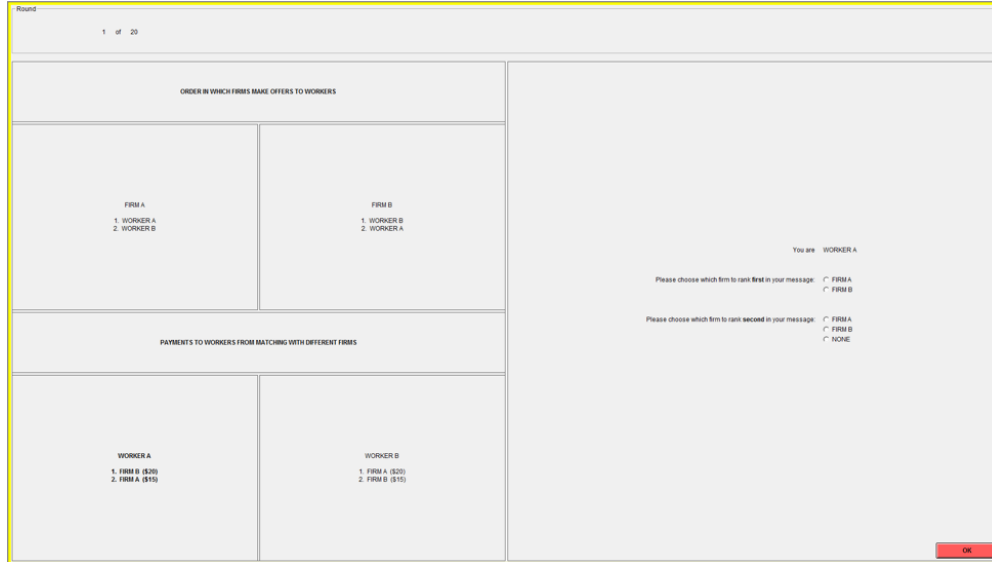 Round
1 of 20
ORDER IN WHICH FIRMS MAKE OFFERS TO WORKERS
FIRM A
1. WORKER A
2. WORKER B
FIRM B
1. WORKER B
2. WORKER A
PAYMENTS TO WORKERS FROM MATCHING WITH DIFFERENT FIRMS
WORKER A
1. FIRM B ($20)
2. FIRM A ($15)
WORKER B
1. FIRM A ($20)
2. FIRM B ($15)
You are WORKER A
Please choose which firm to rank first in your message: FIRM A
FIRM B
Please choose which firm to rank second in your message: FIRM A
FIRM B
NONE
OK